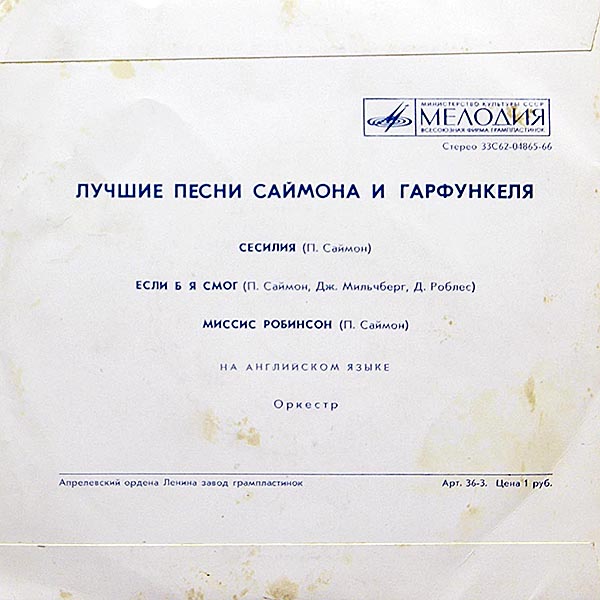 МИНИСТЕРСТВО КУЛЬТУРЫ СССР
МЕЛОДИЯ
ВСЕСОЮЗНАЯ ФИРМА ГРАМПЛАСТИНОК
Стерео 33С62-04865-66
ЛУЧШИЕ ПЕСНИ САЙМОНА И ГАРФУНКЕЛЯ
СЕСИЛИЯ (П. Саймон)
ЕСЛИ Б Я СМОГ (П. Саймон, Дж. Мильчберг, Д. Роблес)
МИССИС РОБИНСОН (П. Саймон)
НА АНГЛИЙСКОМ ЯЗЫКЕ
Оркестр
Апрелевский ордена Ленина завод грампластинок Арт. 36-3. Цена 1 руб.